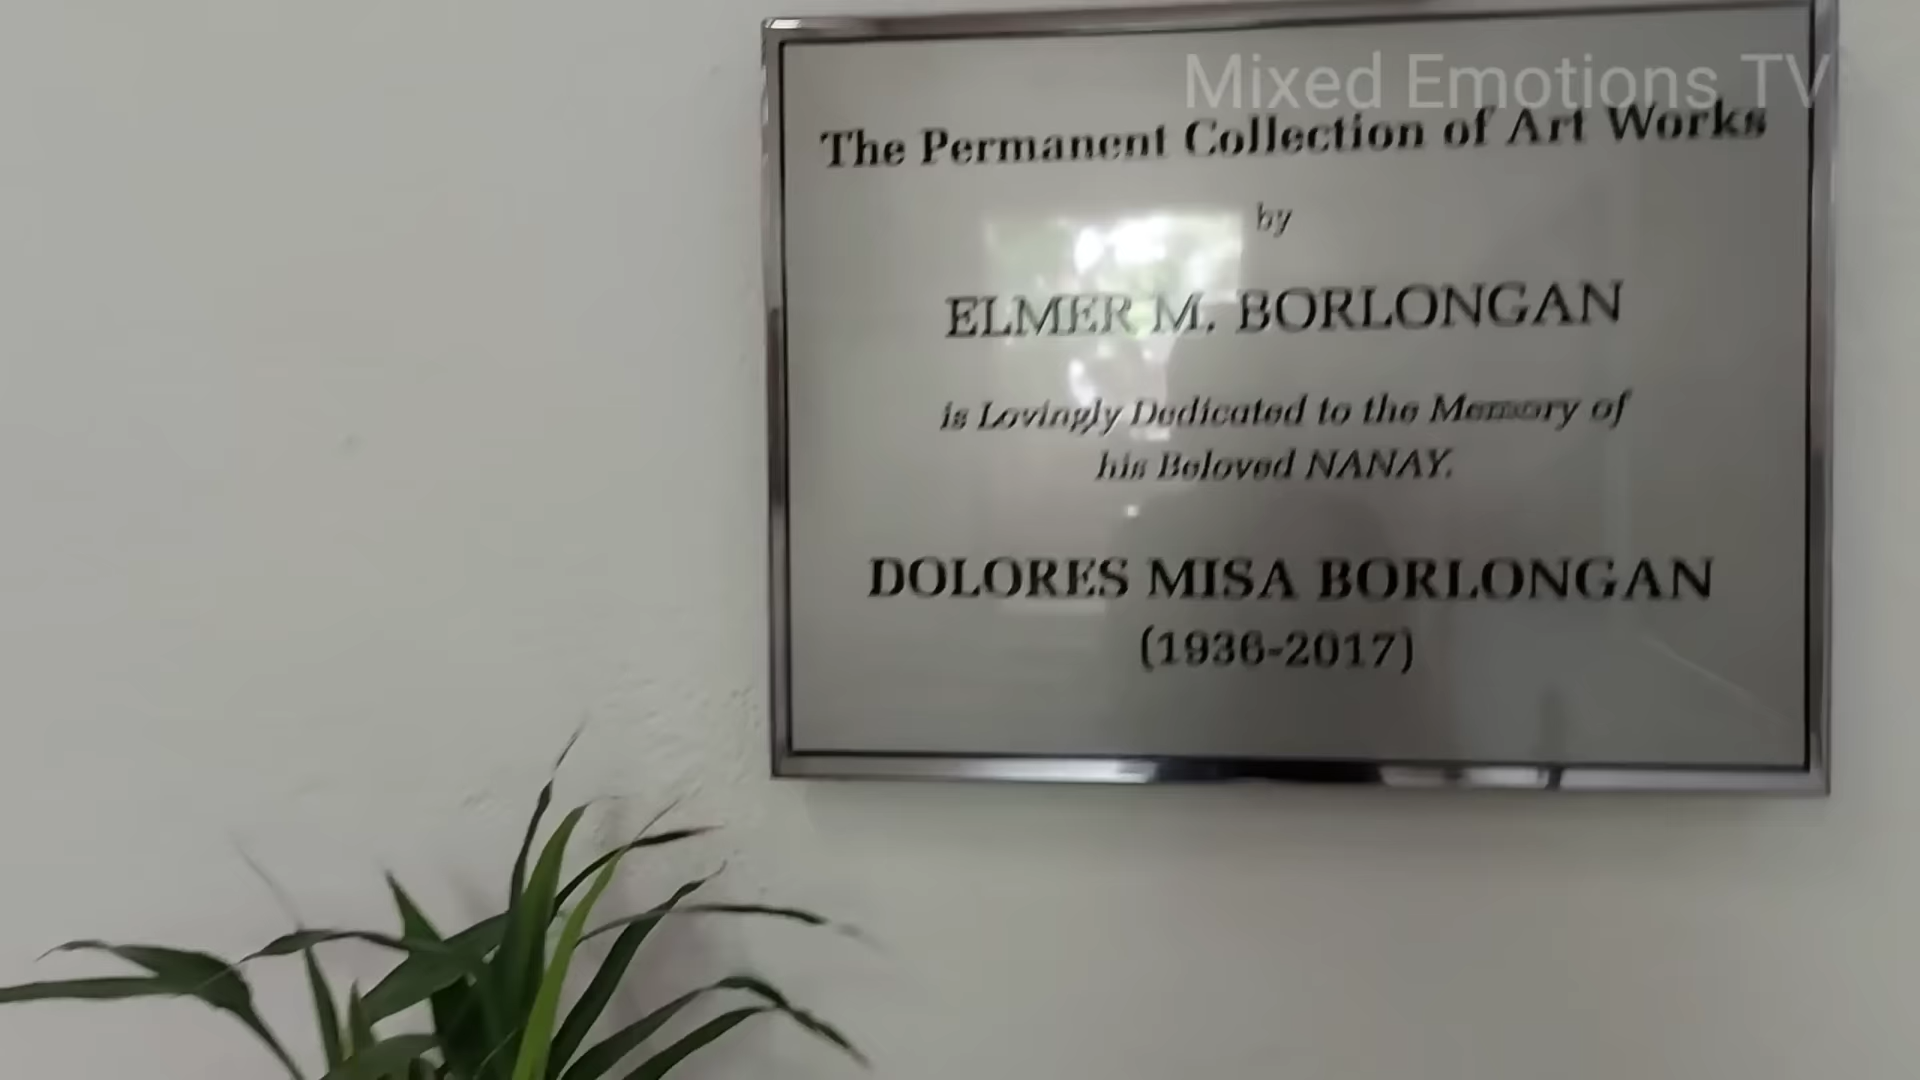 Mixed Emotions TV
The Permanent Collection of Art Works
by
ELMER M. BORLONGAN
is Lovingly Dedicated to the Memory of
his Beloved NANAY.
DOLORES MISA BORLONGAN
(1936-2017)